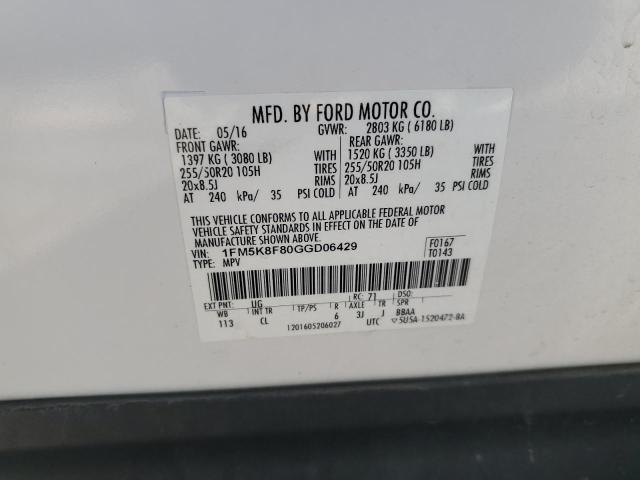 MFD. BY FORD MOTOR CO.
DATE: 05/16 GVWR: 2803 KG ( 6180 LB)
FRONT GAWR: REAR GAWR:
1397 KG ( 3080 LB) WITH 1520 KG ( 3350 LB) WITH
255/50R20 105H TIRES 255/50R20 105H TIRES
20x8.5J RIMS 20x8.5J RIMS
AT 240 kPa/ 35 PSI COLD AT 240 kPa/ 35 PSI COLD
THIS VEHICLE CONFORMS TO ALL APPLICABLE FEDERAL MOTOR
VEHICLE SAFETY AND BUMPER STANDARDS IN EFFECT ON THE DATE OF
MANUFACTURE SHOWN ABOVE.
VIN: 1FM5K8F80GGD06429 F0167
TYPE: MPV T0143
EXT PNT: UG RC: 71 DSO:
WB INT TR TP/PS R AXLE TR SPR
113 CL 6 3J J BBAA
1201605206027 UTC 5U5A-1520472-BA